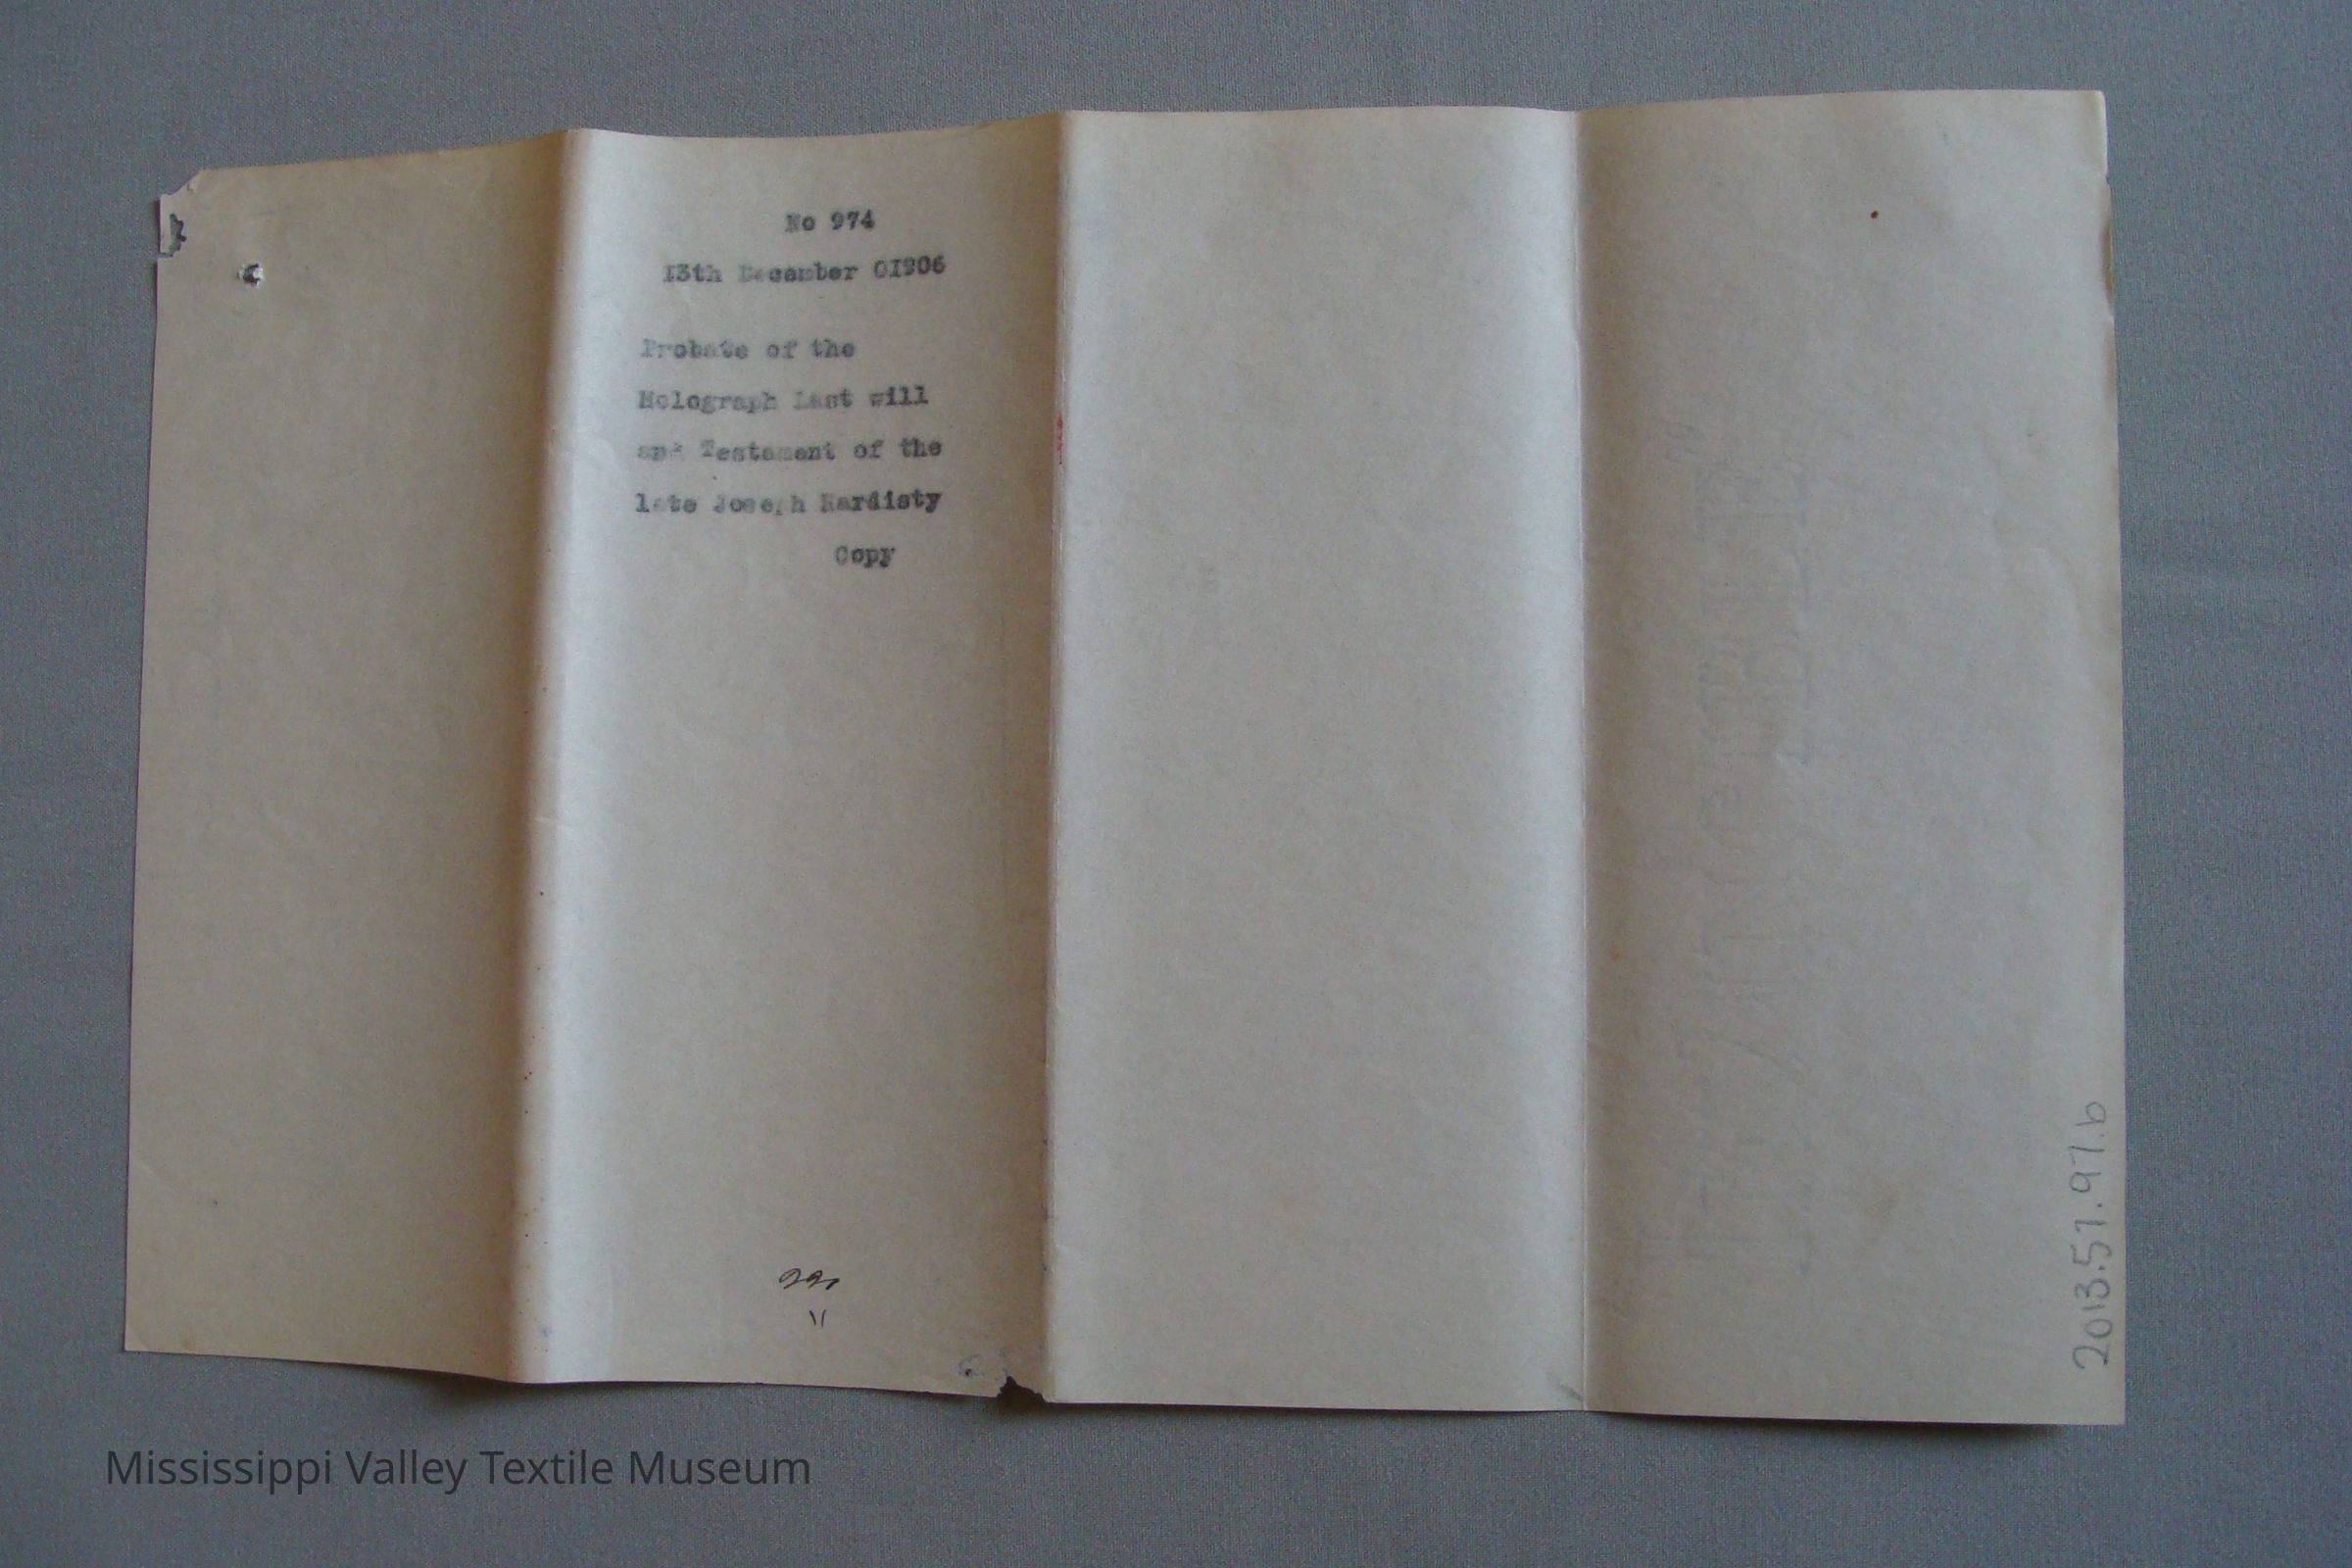 No 974
13th December 01906
Probate of the
Holograph Last will
and Testament of the
late Joseph Hardisty
Copy
2013.57.97.b
Mississippi Valley Textile Museum